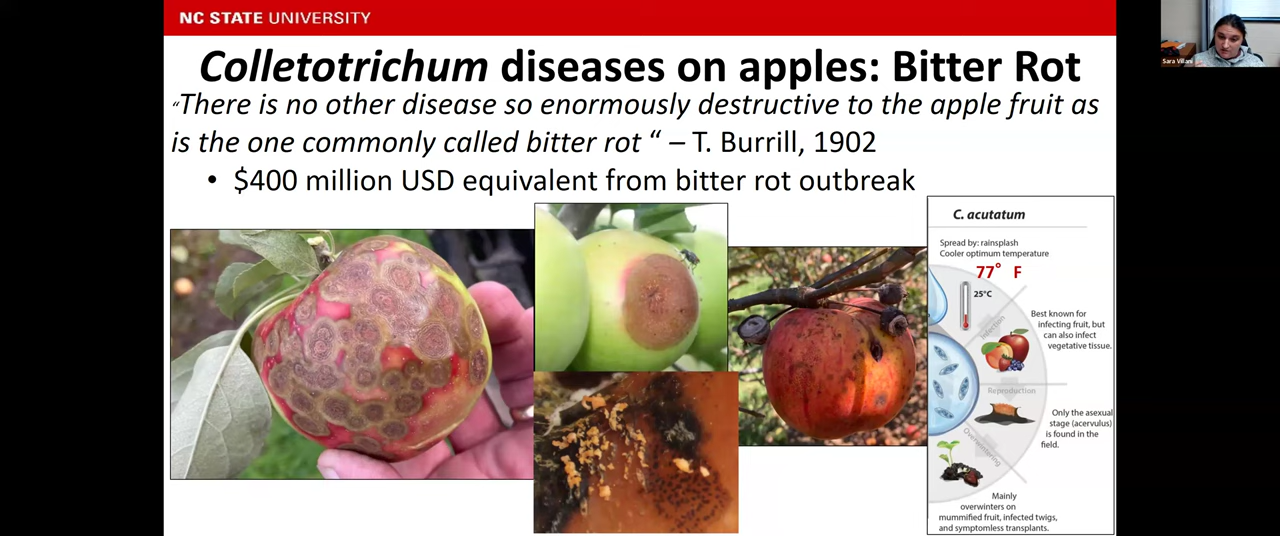 NC STATE UNIVERSITY
Colletotrichum diseases on apples: Bitter Rot
“There is no other disease so enormously destructive to the apple fruit as
is the one commonly called bitter rot “ – T. Burrill, 1902
• $400 million USD equivalent from bitter rot outbreak
C. acutatum
Spread by: rainsplash
Cooler optimum temperature
77° F
25°C
Infection
Best known for
infecting fruit, but
can also infect
vegetative tissue.
Reproduction
Only the asexual
stage (acervulus)
is found in the
field.
Overwintering
Mainly
overwinters on
mummified fruit, infected twigs,
and symptomless transplants.
Sara Villani